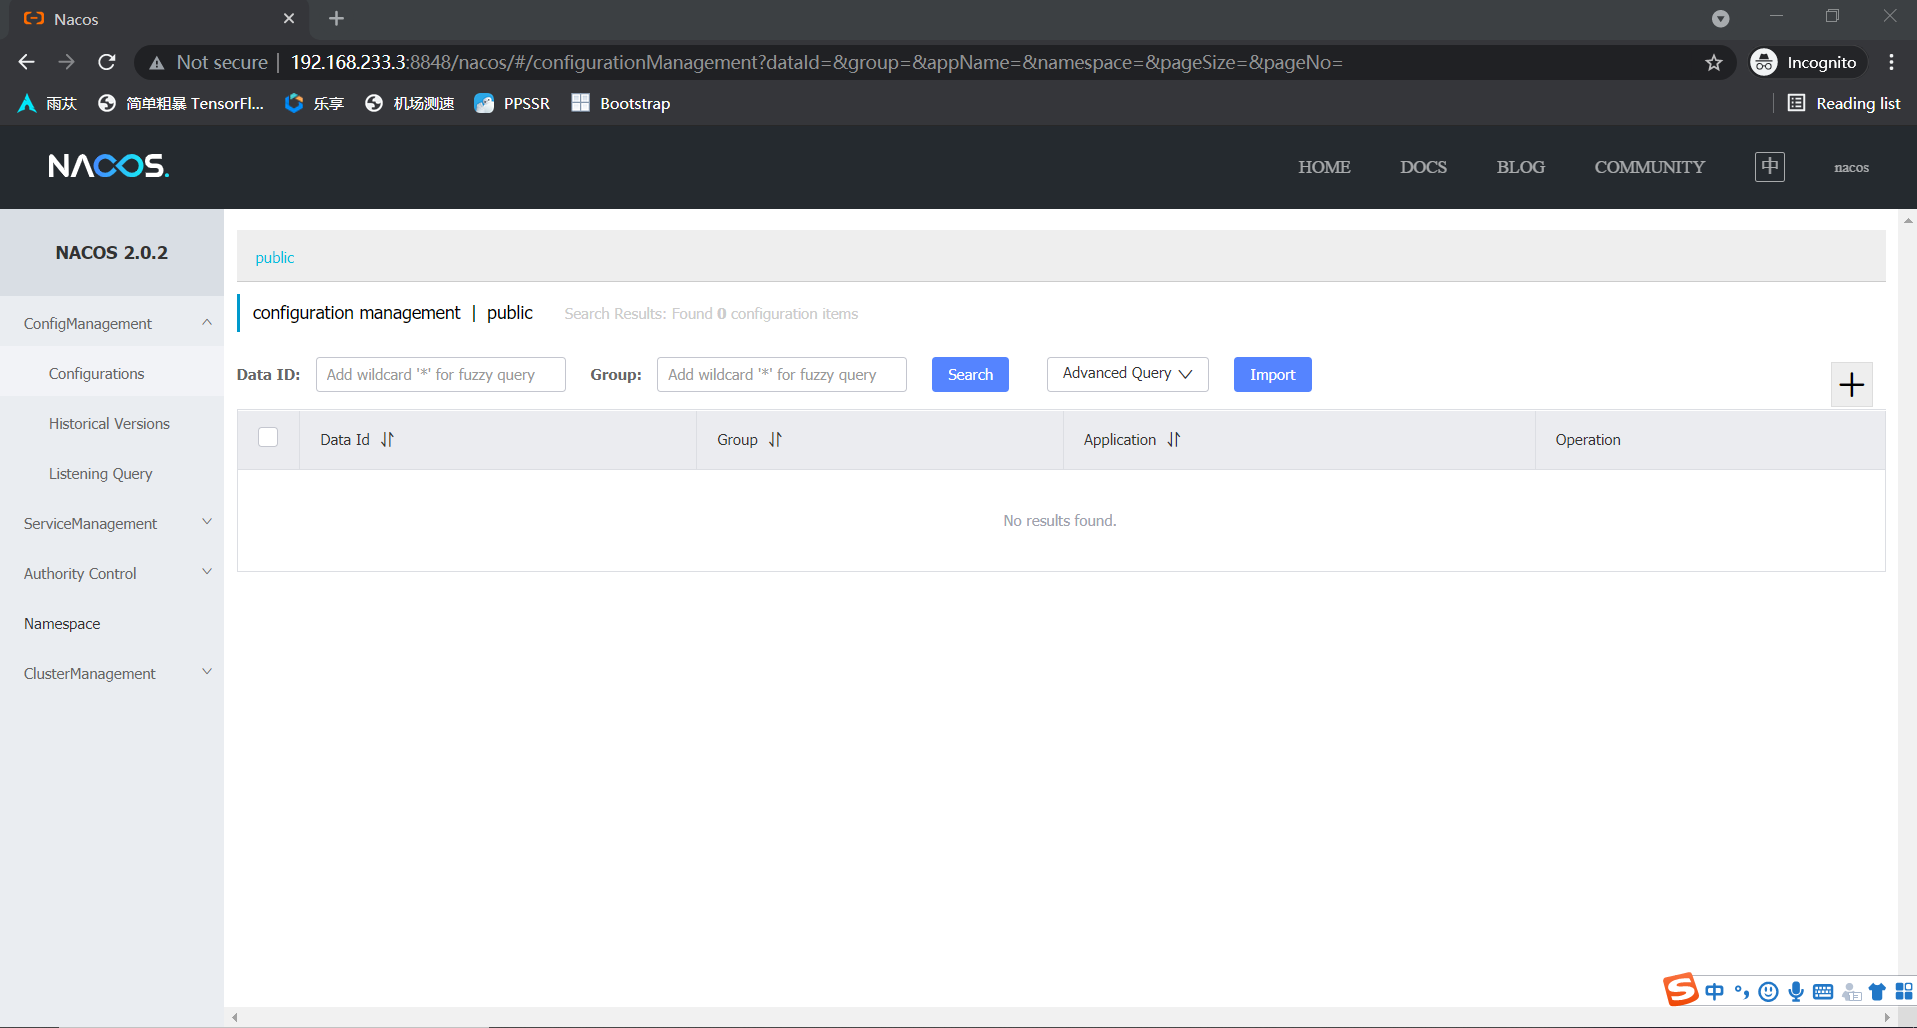 Nacos
Not secure 192.168.233.3:8848/nacos/#/configurationManagement?dataId=&group=&appName=&namespace=&pageSize=&pageNo= Incognito
雨苁 简单粗暴 TensorFl... 乐享 机场测速 PPSSR Bootstrap Reading list
NACOS. HOME DOCS BLOG COMMUNITY 中 nacos
NACOS 2.0.2
public
configuration management | public Search Results: Found 0 configuration items
ConfigManagement
Configurations
Historical Versions
Listening Query
ServiceManagement
Authority Control
Namespace
ClusterManagement
Data ID: Add wildcard '*' for fuzzy query Group: Add wildcard '*' for fuzzy query Search Advanced Query Import
Data Id Group Application Operation
No results found.
S 中